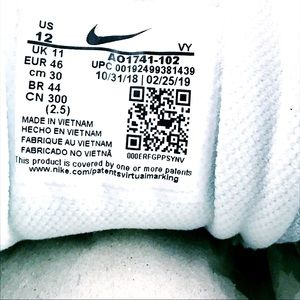 US
12 VY
UK 11 AO1741-102
EUR 46 UPC 00192499381439
cm 30 10/31/18 02/25/19
BR 44
CN 300
(2.5)
MADE IN VIETNAM
HECHO EN VIETNAM
FABRIQUE AU VIETNAM
FABRICADO NO VIETNÃ 000ERFGPPSYNV
This product is covered by one or more patents
www.nike.com/patentsvirtualmarking